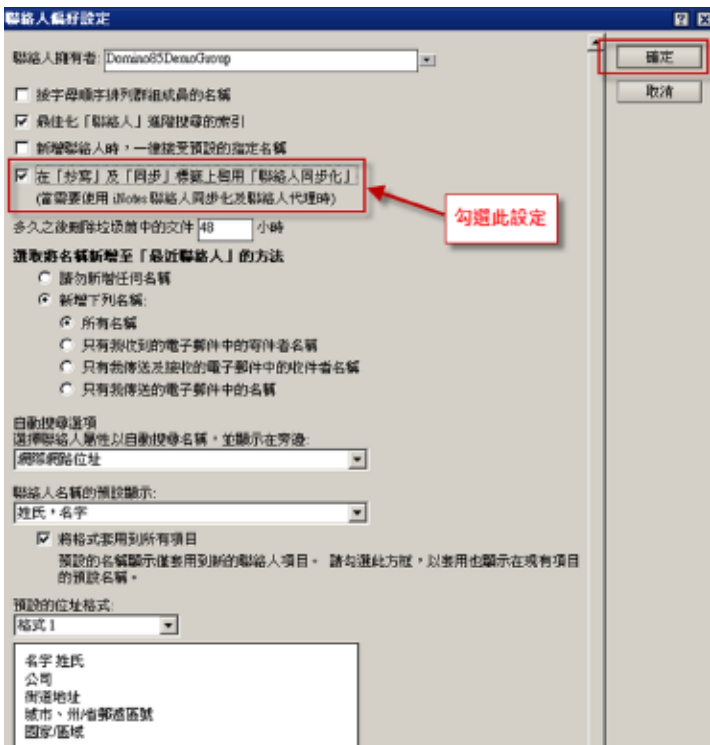 聯絡人偏好設定
聯絡人擁有者: Domino85DemoGroup
確定
取消
按字母順序排列群組成員的名稱
最佳化「聯絡人」進階搜尋的索引
新增聯絡人時，一律接受預設的指定名稱
在「抄寫」及「同步」標籤上啟用「聯絡人同步化」
(當需要使用 iNotes 聯絡人同步化及聯絡人代理時)
勾選此設定
多久之後刪除垃圾筒中的文件 48 小時
選取將名稱新增至「最近聯絡人」的方法
請勿新增任何名稱
新增下列名稱:
所有名稱
只有我收到的電子郵件中的寄件者名稱
只有我傳送及接收的電子郵件中的收件者名稱
只有我傳送的電子郵件中的名稱
自動搜尋選項
選擇聯絡人屬性以自動搜尋名稱，並顯示在旁邊:
網際網路位址
聯絡人名稱的預設顯示:
姓氏，名字
將格式套用到所有項目
預設的名稱顯示僅套用到新的聯絡人項目。 請勾選此方框，以套用也顯示在現有項目
的預設名稱。
預設的位址格式:
格式 1
名字 姓氏
公司
街道地址
城市、州/省郵遞區號
國家/區域